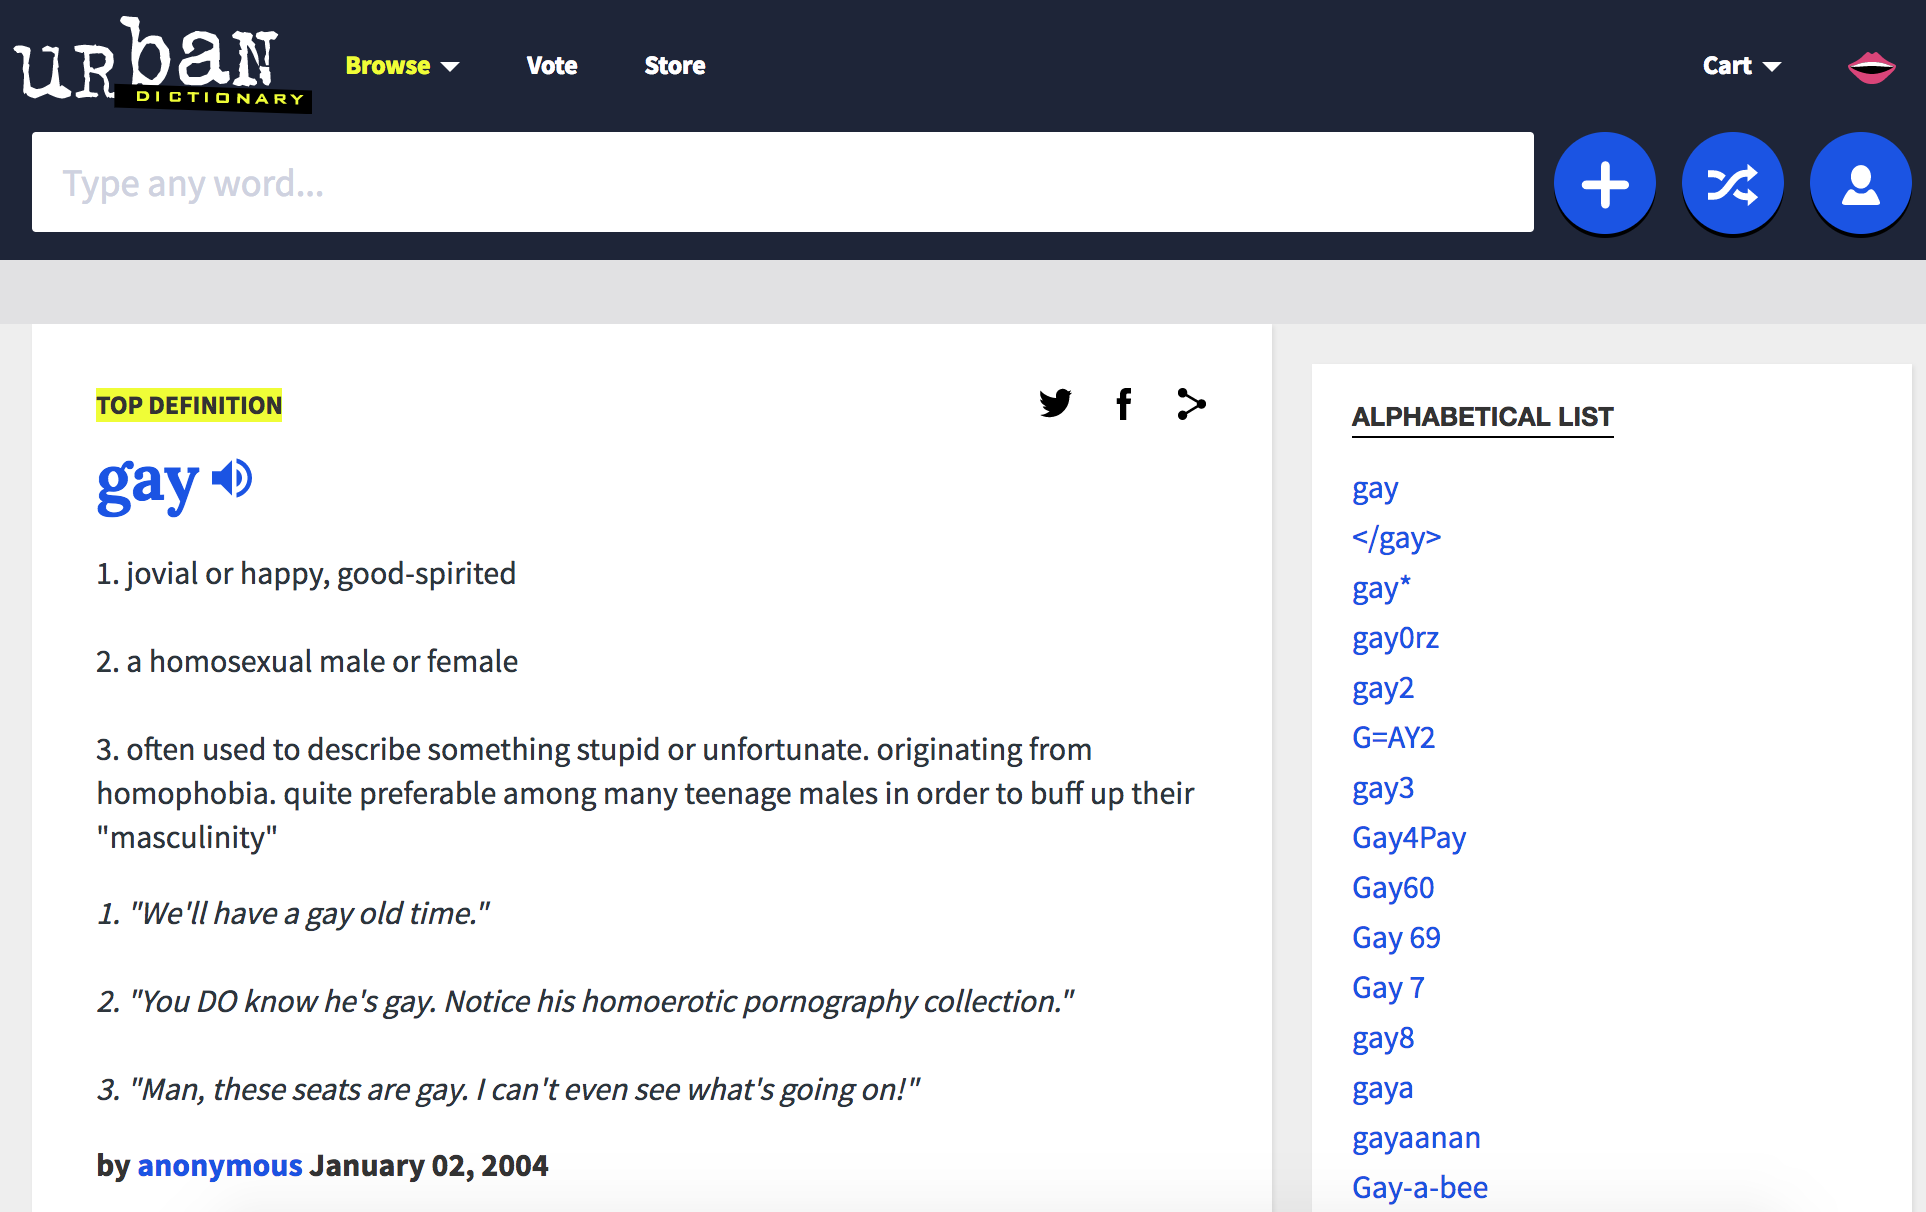 urban
DICTIONARY
Browse
Vote
Store
Cart
Type any word...
TOP DEFINITION
gay
1. jovial or happy, good-spirited
2. a homosexual male or female
3. often used to describe something stupid or unfortunate. originating from
homophobia. quite preferable among many teenage males in order to buff up their
"masculinity"
1. "We'll have a gay old time."
2. "You DO know he's gay. Notice his homoerotic pornography collection."
3. "Man, these seats are gay. I can't even see what's going on!"
by anonymous January 02, 2004
ALPHABETICAL LIST
gay
</gay>
gay*
gay0rz
gay2
G=AY2
gay3
Gay4Pay
Gay60
Gay 69
Gay 7
gay8
gaya
gayaanan
Gay-a-bee